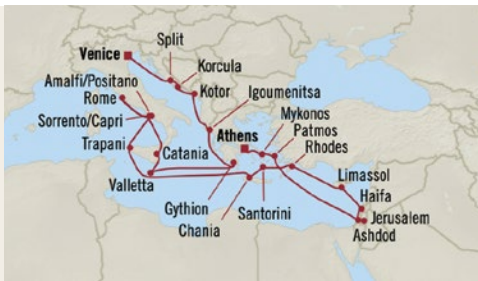 Split
Venice
Korcula
Amalfi/Positano
Kotor
Igoumenitsa
Rome
Mykonos
Sorrento/Capri
Athens
Patmos
Trapani
Rhodes
Catania
Limassol
Valletta
Haifa
Gythion
Santorini
Jerusalem
Chania
Ashdod